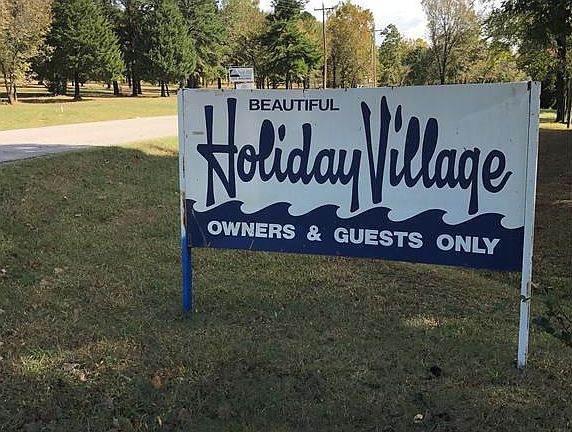 BEAUTIFUL
Holiday Village
OWNERS & GUESTS ONLY